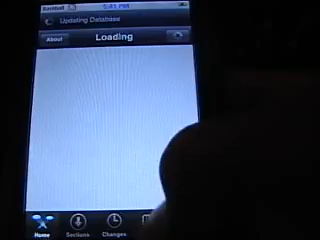 5:41 PM
Updating Database
About
Loading
Home
Sections
Changes